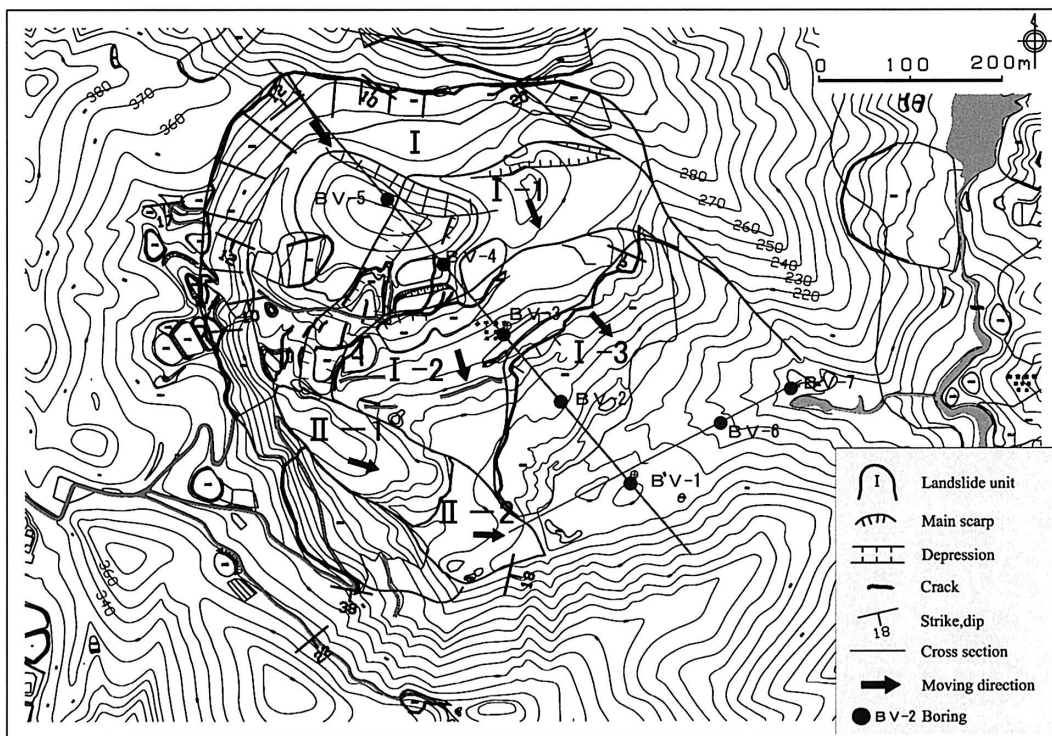 0 100 200m
380
370
360
20
I
280
270
260
250
240
230
220
I-1
BV-5
BV-4
BV-3
I-2
I-3
BV-2
BV-7
BV-6
II-1
BV-1
II-2
18
38
360
340
I Landslide unit
Main scarp
Depression
Crack
18 Strike,dip
Cross section
Moving direction
BV-2 Boring